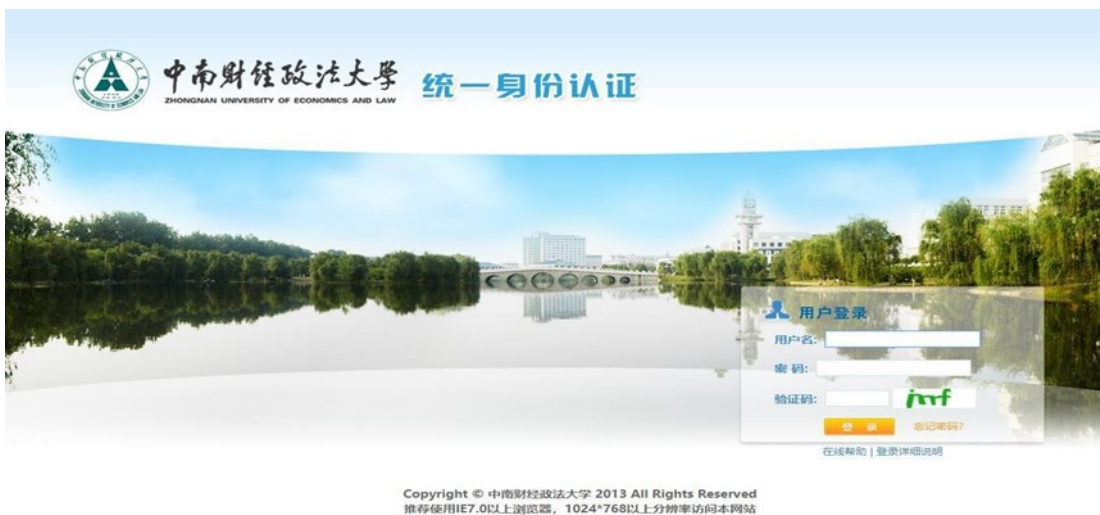 中南财经政法大学
ZHONGNAN UNIVERSITY OF ECONOMICS AND LAW
统一身份认证
用户登录
用户名:
密 码:
验证码:
登 录 忘记密码?
在线帮助 | 登录详细说明
Copyright © 中南财经政法大学 2013 All Rights Reserved
推荐使用IE7.0以上浏览器，1024*768以上分辨率访问本网站